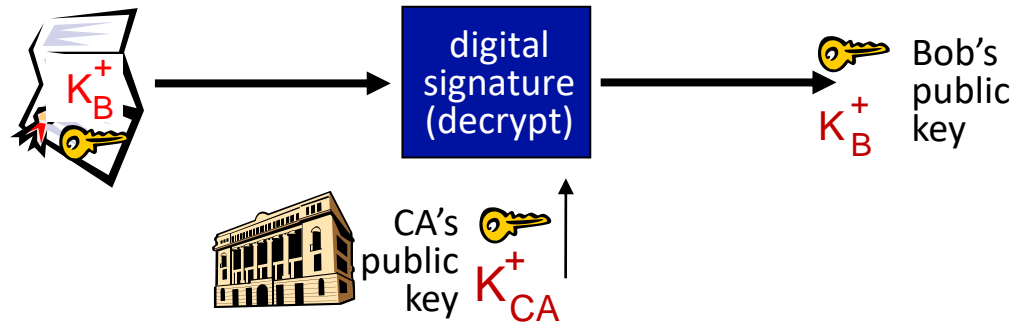 K+B
digital
signature
(decrypt)
Bob's
public
key
K+B
CA's
public
key
K+CA